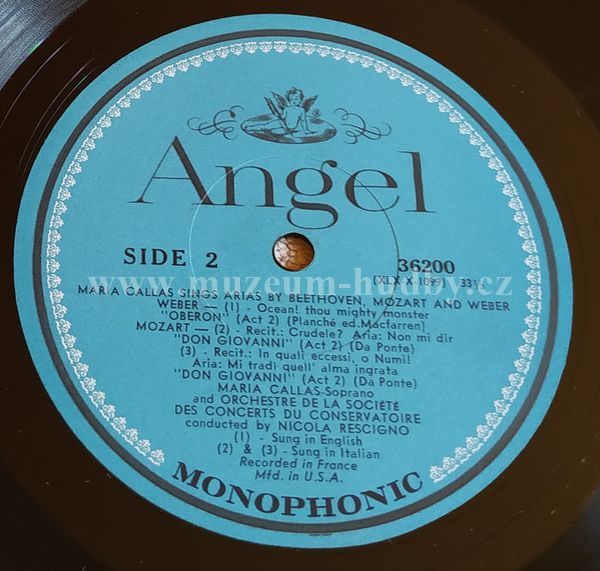 Angel
SIDE 2
36200
(XLX-X-1099)
33
MARIA CALLAS SINGS ARIAS BY BEETHOVEN, MOZART AND WEBER
WEBER — (1) - Ocean! thou mighty monster
"OBERON" (Act 2) (Planché ed. Macfarren)
MOZART — (2) - Recit.: Crudele? Aria: Non mi dir
"DON GIOVANNI" (Act 2) (Da Ponte)
(3) - Recit.: In quali eccessi, o Numi!
Aria: Mi tradi quell' alma ingrata
"DON GIOVANNI" (Act 2) (Da Ponte)
MARIA CALLAS-Soprano
and ORCHESTRE DE LA SOCIÉTÉ
DES CONCERTS DU CONSERVATOIRE
conducted by NICOLA RESCIGNO
(1) - Sung in English
(2) & (3) - Sung in Italian
Recorded in France
Mfd. in U.S.A.
MONOPHONIC
www.muzeum-hudby.cz